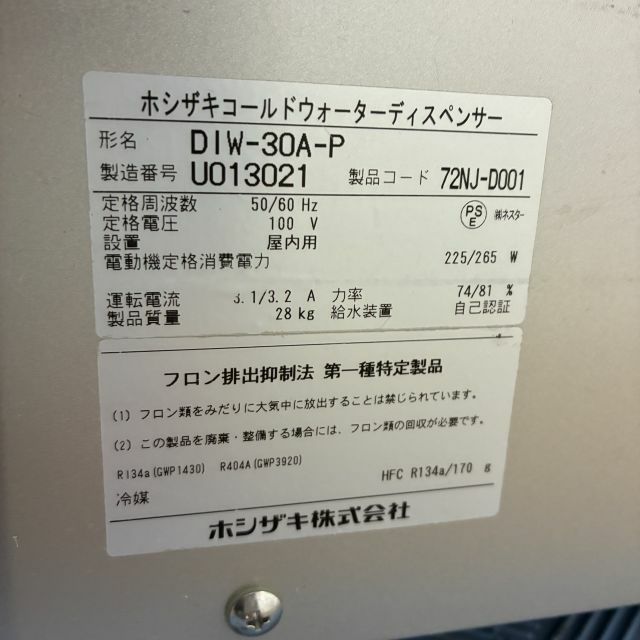 ホシザキコールドウォーターディスペンサー
形名 DIW-30A-P
製造番号 U013021 製品コード 72NJ-D001
定格周波数 50/60 Hz PSE ㈱ネスター
定格電圧 100 V
設置 屋内用
電動機定格消費電力 225/265 W
運転電流 3.1/3.2 A 力率 74/81 %
製品質量 28 kg 給水装置 自己認証
フロン排出抑制法 第一種特定製品
(1) フロン類をみだりに大気中に放出することは禁じられています。
(2) この製品を廃棄・整備する場合には、フロン類の回収が必要です。
R134a(GWP1430) R404A(GWP3920)
冷媒 HFC R134a/170 g
ホシザキ株式会社